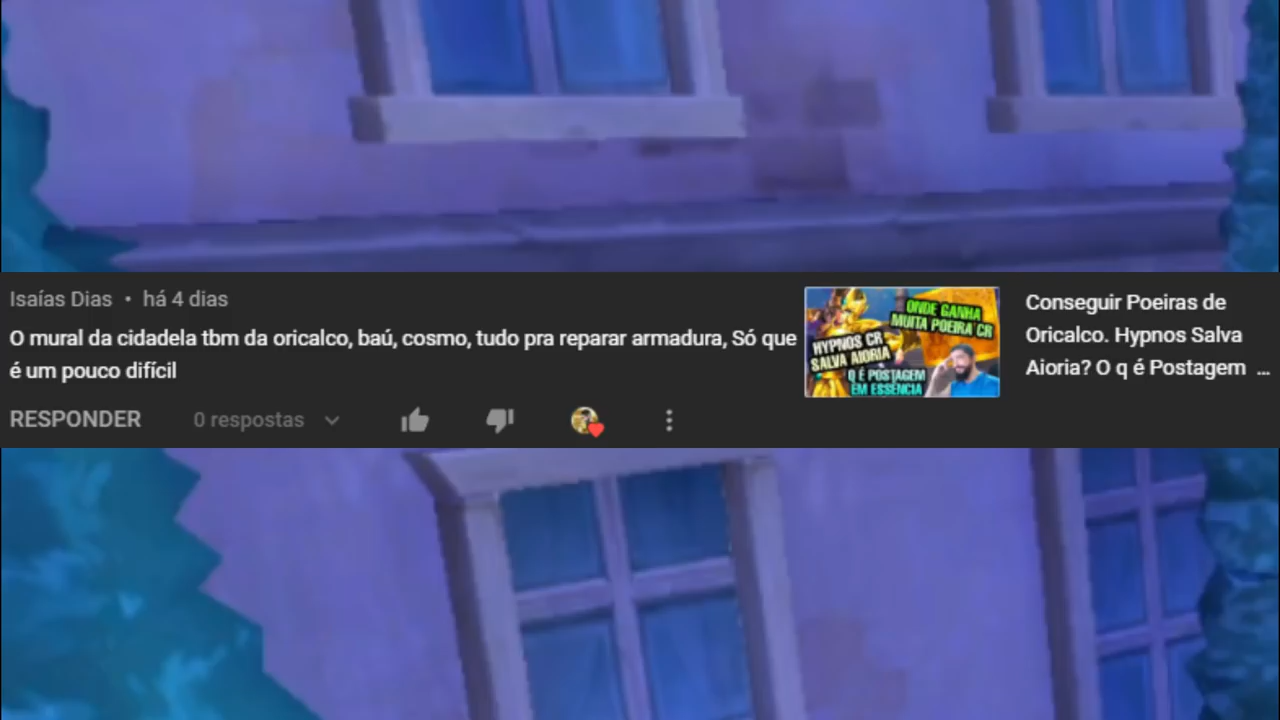 Isaías Dias • há 4 dias
O mural da cidadela tbm da oricalco, baú, cosmo, tudo pra reparar armadura, Só que
é um pouco difícil
RESPONDER 0 respostas
ONDE GANHA
MUITA POEIRA CR
HYPNOS CR
SALVA AIORIA
Q É POSTAGEM
EM ESSÊNCIA
Conseguir Poeiras de
Oricalco. Hypnos Salva
Aioria? O q é Postagem ...